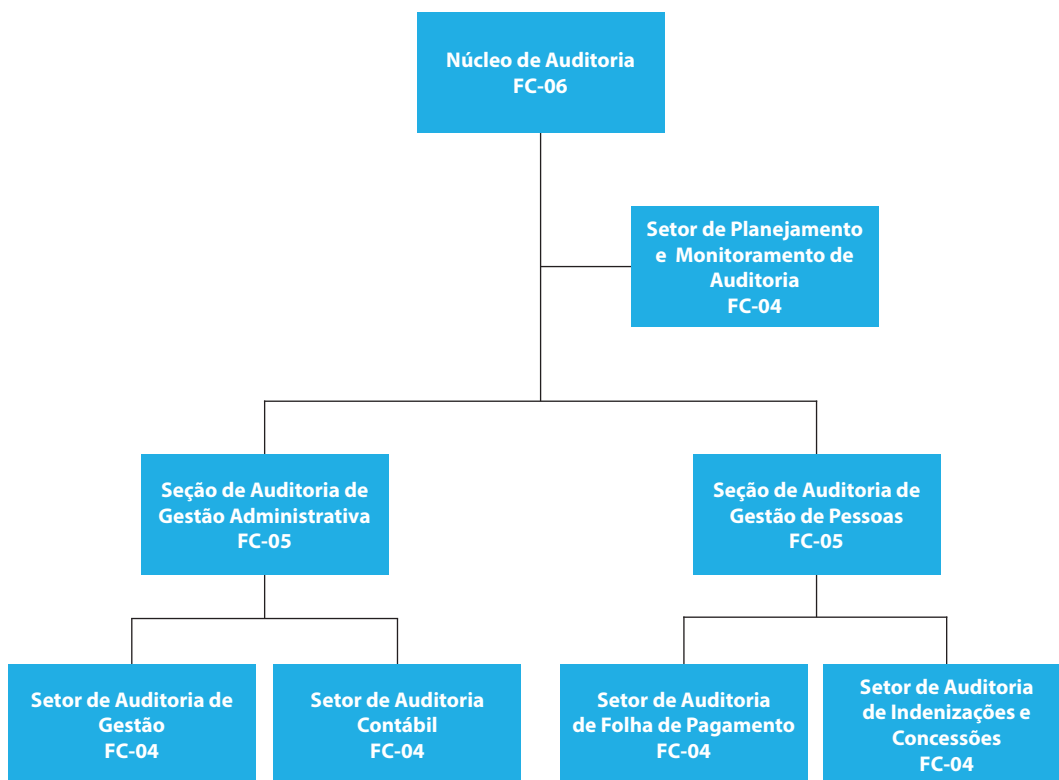 Núcleo de Auditoria
FC-06
Setor de Planejamento
e Monitoramento de
Auditoria
FC-04
Seção de Auditoria de
Gestão Administrativa
FC-05
Seção de Auditoria de
Gestão de Pessoas
FC-05
Setor de Auditoria de
Gestão
FC-04
Setor de Auditoria
Contábil
FC-04
Setor de Auditoria
de Folha de Pagamento
FC-04
Setor de Auditoria
de Indenizações e
Concessões
FC-04